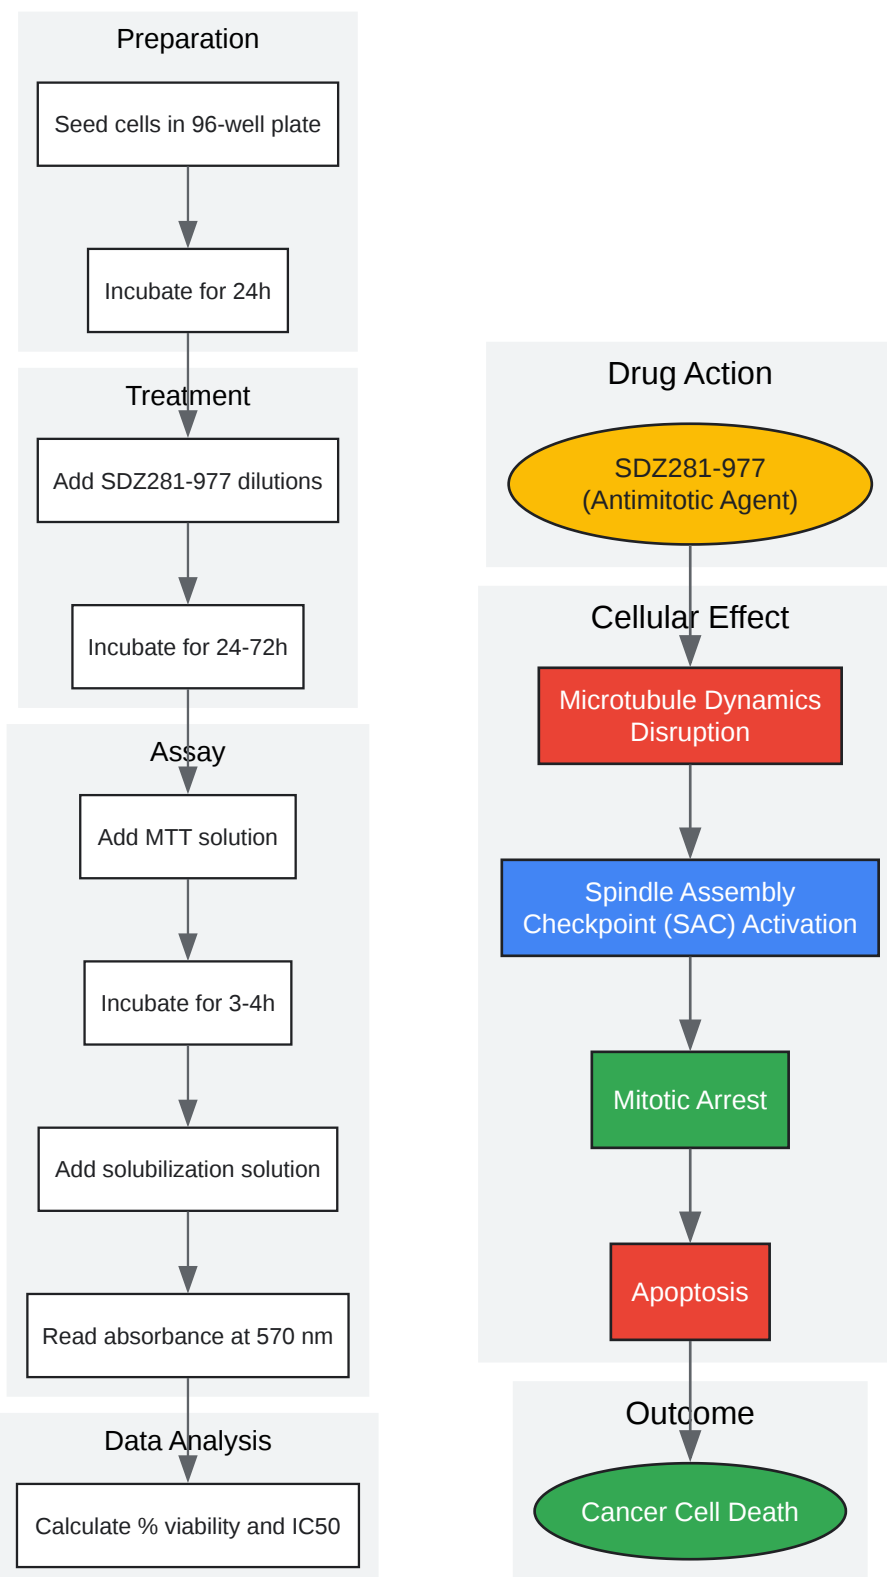 Preparation
Seed cells in 96-well plate
Incubate for 24h
Treatment
Add SDZ281-977 dilutions
Incubate for 24-72h
Assay
Add MTT solution
Incubate for 3-4h
Add solubilization solution
Read absorbance at 570 nm
Data Analysis
Calculate % viability and IC50
Drug Action
SDZ281-977
(Antimitotic Agent)
Cellular Effect
Microtubule Dynamics
Disruption
Spindle Assembly
Checkpoint (SAC) Activation
Mitotic Arrest
Apoptosis
Outcome
Cancer Cell Death